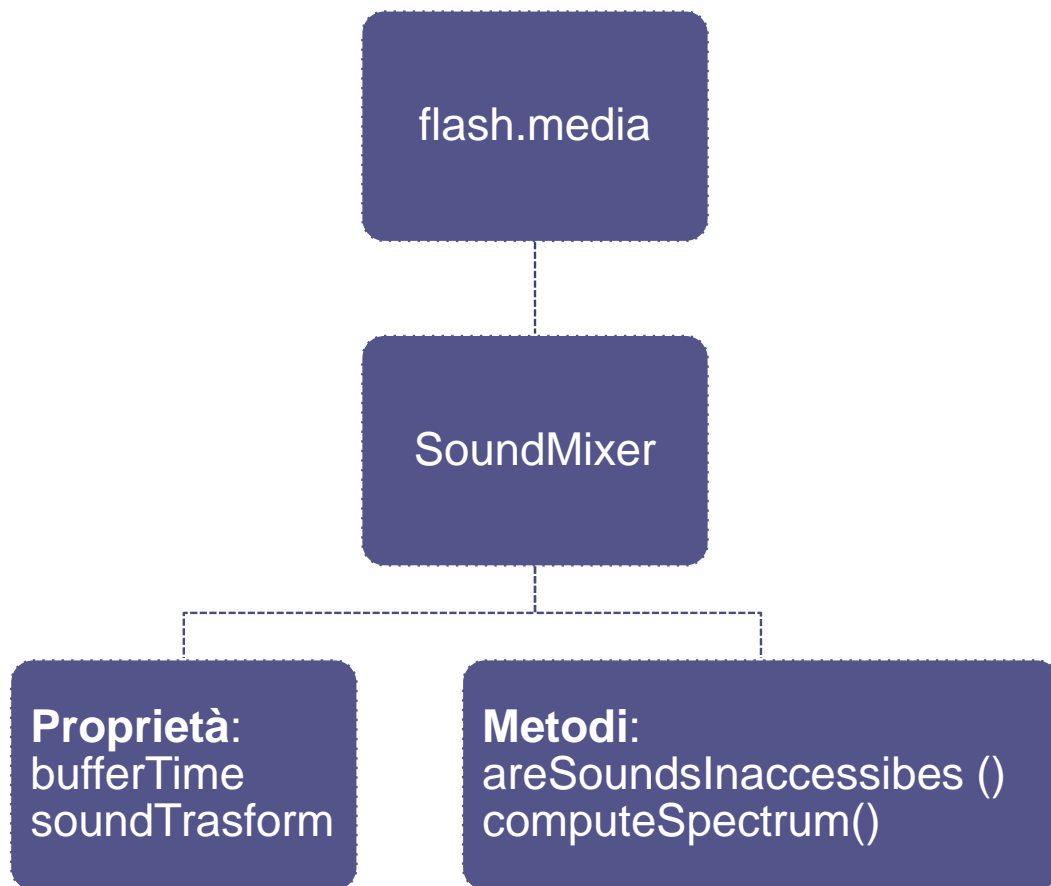 flash.media
SoundMixer
Proprietà:
bufferTime
soundTrasform
Metodi:
areSoundsInaccessibes ()
computeSpectrum()